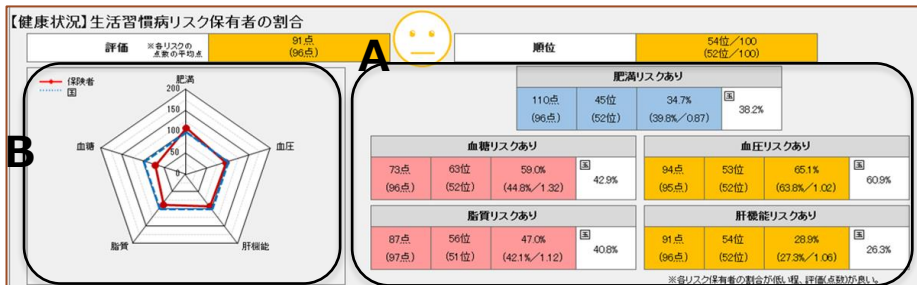 【健康状況】生活習慣病リスク保有者の割合
評価 ※各リスクの点数の平均点 91点 (96点)
順位 54位/100 (52位/100)
A
B
保険者
国
肥満
200
150
100
50
0
血糖
血圧
脂質
肝機能
肥満リスクあり
110点 45位 34.7% 国 38.2%
(96点) (52位) (39.8%/0.87)
血糖リスクあり
73点 63位 59.0% 国 42.9%
(96点) (52位) (44.8%/1.32)
血圧リスクあり
94点 53位 65.1% 国 60.9%
(95点) (52位) (63.8%/1.02)
脂質リスクあり
87点 56位 47.0% 国 40.8%
(97点) (51位) (42.1%/1.12)
肝機能リスクあり
91点 54位 28.9% 国 26.3%
(96点) (52位) (27.3%/1.06)
※各リスク保有者の割合が低い程、評価(点数)が良い。